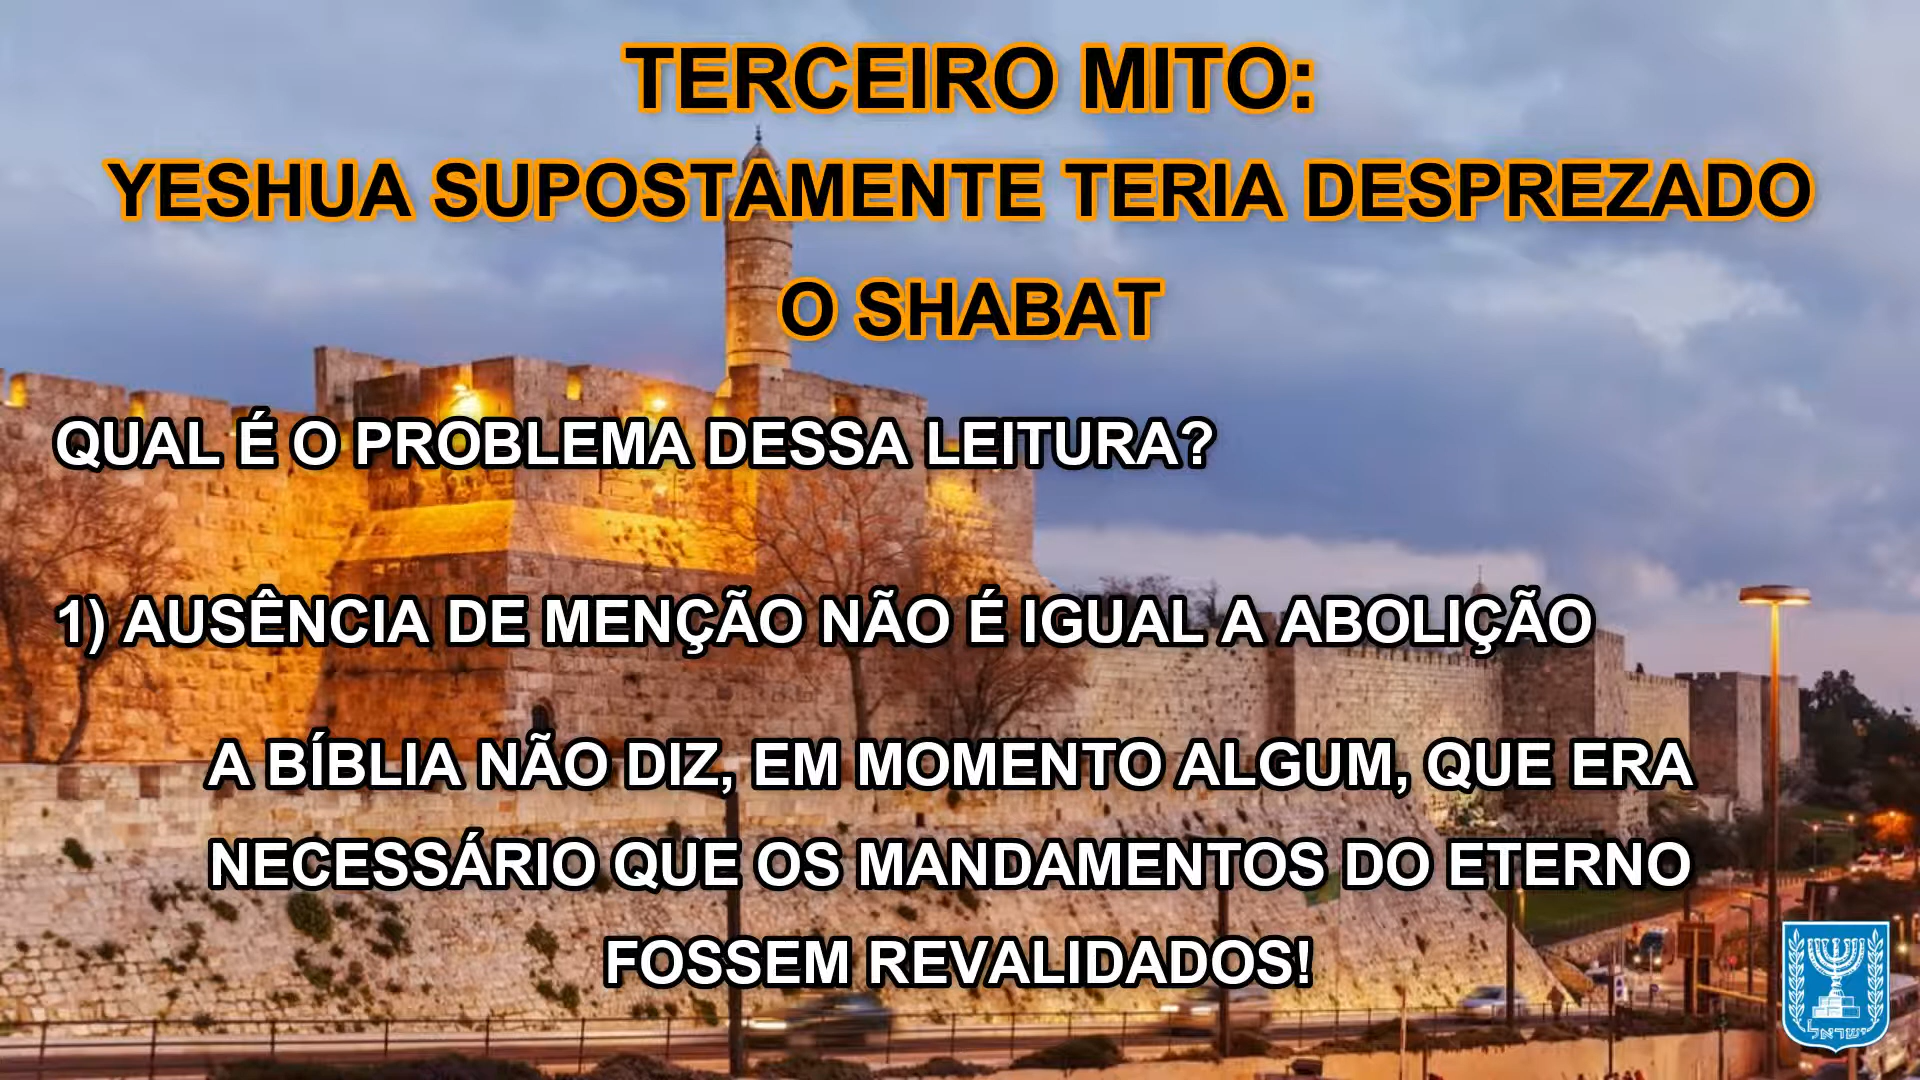 TERCEIRO MITO:
YESHUA SUPOSTAMENTE TERIA DESPREZADO
O SHABAT
QUAL É O PROBLEMA DESSA LEITURA?
1) AUSÊNCIA DE MENÇÃO NÃO É IGUAL A ABOLIÇÃO
A BÍBLIA NÃO DIZ, EM MOMENTO ALGUM, QUE ERA
NECESSÁRIO QUE OS MANDAMENTOS DO ETERNO
FOSSEM REVALIDADOS!
ישראל